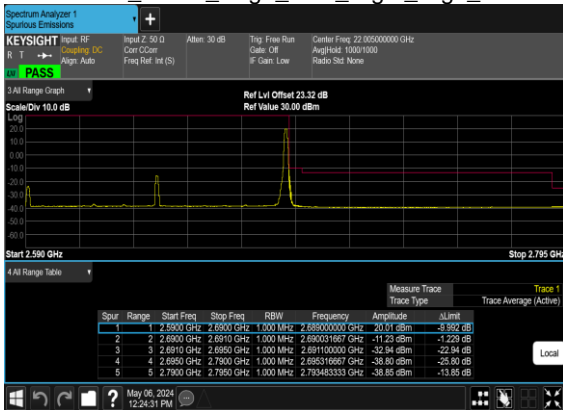 Spectrum Analyzer 1
Spurious Emissions
+
KEYSIGHT Input: RF Input Z: 50 Ω Atten: 30 dB Trig: Free Run Center Freq: 22.005000000 GHz
R T Coupling: DC Corr CCorr Gate: Off Avg|Hold: 1000/1000
Align: Auto Freq Ref: Int (S) IF Gain: Low Radio Std: None
PASS
3 All Range Graph
Ref Lvl Offset 23.32 dB
Scale/Div 10.0 dB Ref Value 30.00 dBm
Log
20.0
10.0
0.00
-10.0
-20.0
-30.0
-40.0
-50.0
-60.0
Start 2.590 GHz Stop 2.795 GHz
4 All Range Table
Measure Trace Trace 1
Trace Type Trace Average (Active)
Spur Range Start Freq Stop Freq RBW Frequency Amplitude ΔLimit
1 1 2.5900 GHz 2.6900 GHz 1.000 MHz 2.689000000 GHz 20.01 dBm -9.992 dB
2 2 2.6900 GHz 2.6910 GHz 1.000 MHz 2.690031667 GHz -11.23 dBm -1.229 dB
3 3 2.6910 GHz 2.6950 GHz 1.000 MHz 2.691100000 GHz -32.94 dBm -22.94 dB
4 4 2.6950 GHz 2.7900 GHz 1.000 MHz 2.695316667 GHz -38.80 dBm -25.80 dB
5 5 2.7900 GHz 2.7950 GHz 1.000 MHz 2.793483333 GHz -38.85 dBm -13.85 dB
Local
? May 06, 2024
12:24:31 PM